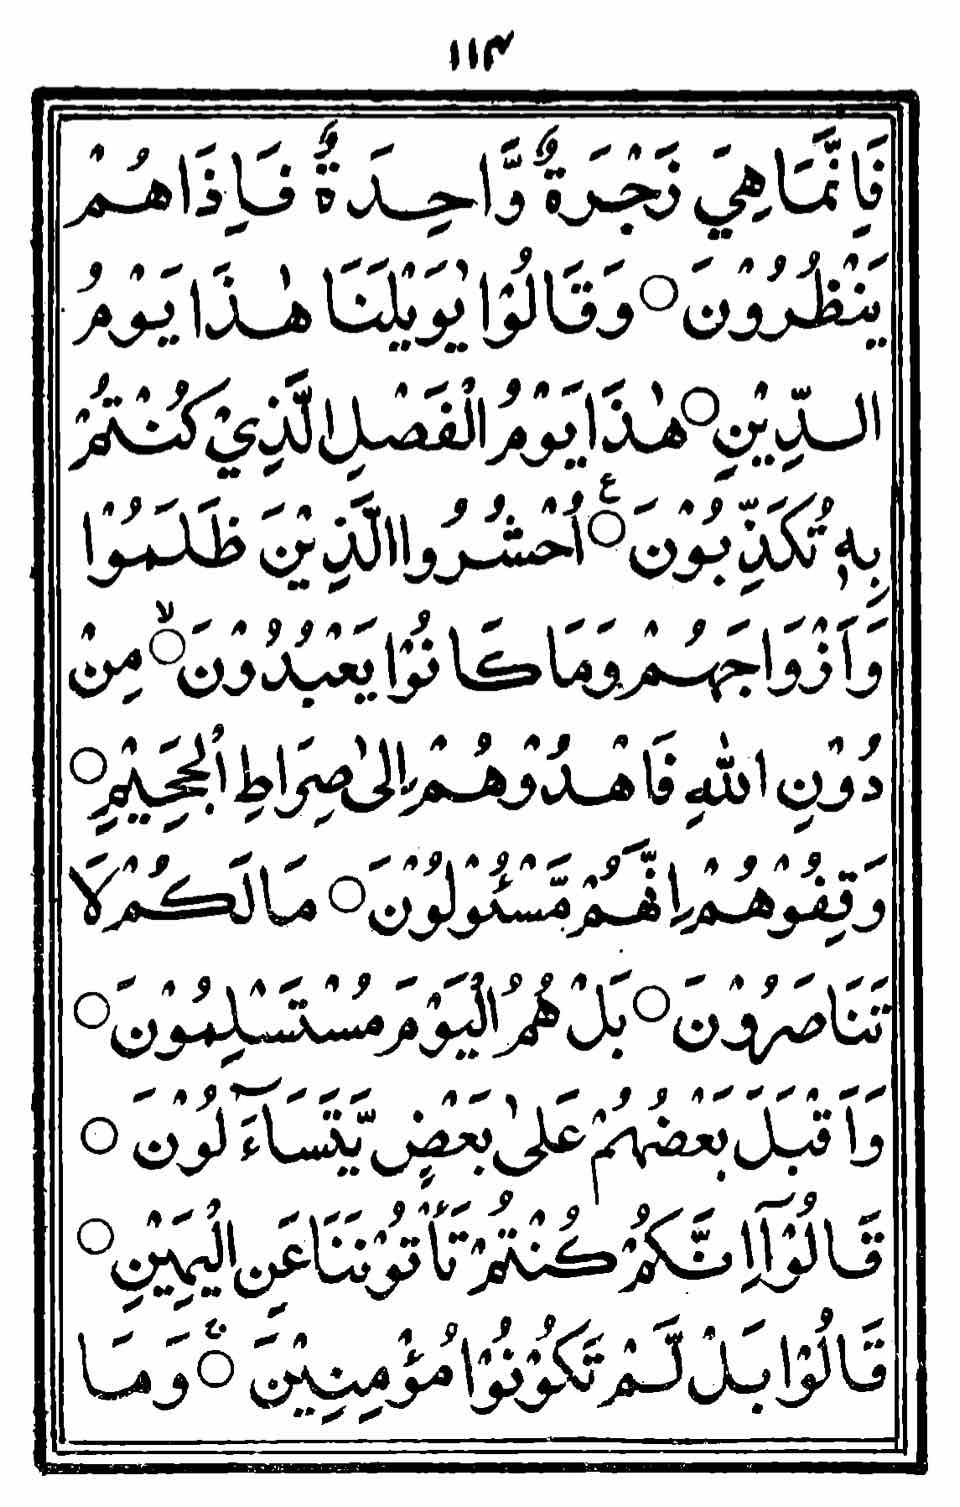 ١١٣
فَاِنَّمَا هِيَ زَجْرَةٌ وَّاحِدَةٌ فَاِذَا هُمْ
يَنْظُرُوْنَ ○ وَقَالُوْا يٰوَيْلَنَا هٰذَا يَوْمُ
الدِّيْنِ ○ هٰذَا يَوْمُ الْفَصْلِ الَّذِيْ كُنْتُمْ
بِهٖ تُكَذِّبُوْنَ ○ع اُحْشُرُوا الَّذِيْنَ ظَلَمُوْا
وَاَزْوَاجَهُمْ وَمَا كَانُوْا يَعْبُدُوْنَ ○ۙ مِنْ
دُوْنِ اللّٰهِ فَاهْدُوْهُمْ اِلٰى صِرَاطِ الْجَحِيْمِ ○
وَقِفُوْهُمْ اِنَّهُمْ مَّسْئُوْلُوْنَ ○ مَا لَكُمْ لَا
تَنَاصَرُوْنَ ○ بَلْ هُمُ الْيَوْمَ مُسْتَسْلِمُوْنَ ○
وَاَقْبَلَ بَعْضُهُمْ عَلٰى بَعْضٍ يَّتَسَآءَلُوْنَ ○
قَالُوْٓا اِنَّكُمْ كُنْتُمْ تَأْتُوْنَنَا عَنِ الْيَمِيْنِ ○
قَالُوْا بَلْ لَّمْ تَكُوْنُوْا مُؤْمِنِيْنَ ○ۚ وَمَا